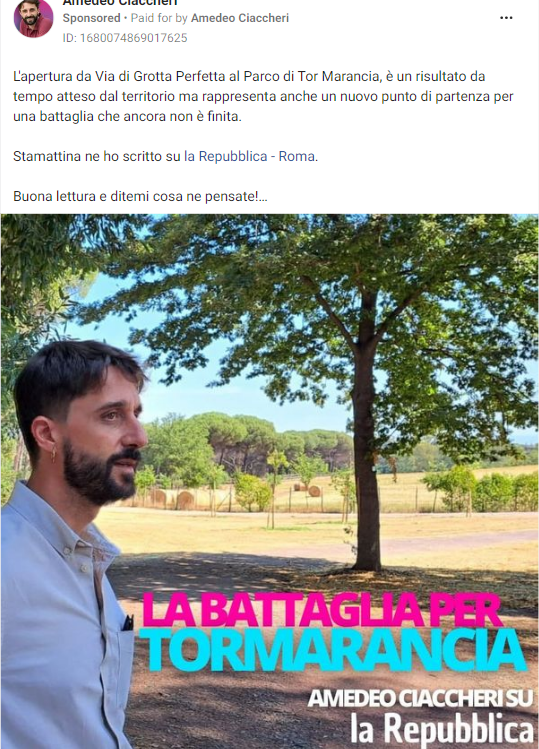 Amedeo Ciaccheri
Sponsored • Paid for by Amedeo Ciaccheri
ID: 1680074869017625
L'apertura da Via di Grotta Perfetta al Parco di Tor Marancia, è un risultato da
tempo atteso dal territorio ma rappresenta anche un nuovo punto di partenza per
una battaglia che ancora non è finita.
Stamattina ne ho scritto su la Repubblica - Roma.
Buona lettura e ditemi cosa ne pensate!...
LA BATTAGLIA PER
TORMARANCIA
AMEDEO CIACCHERI SU
la Repubblica